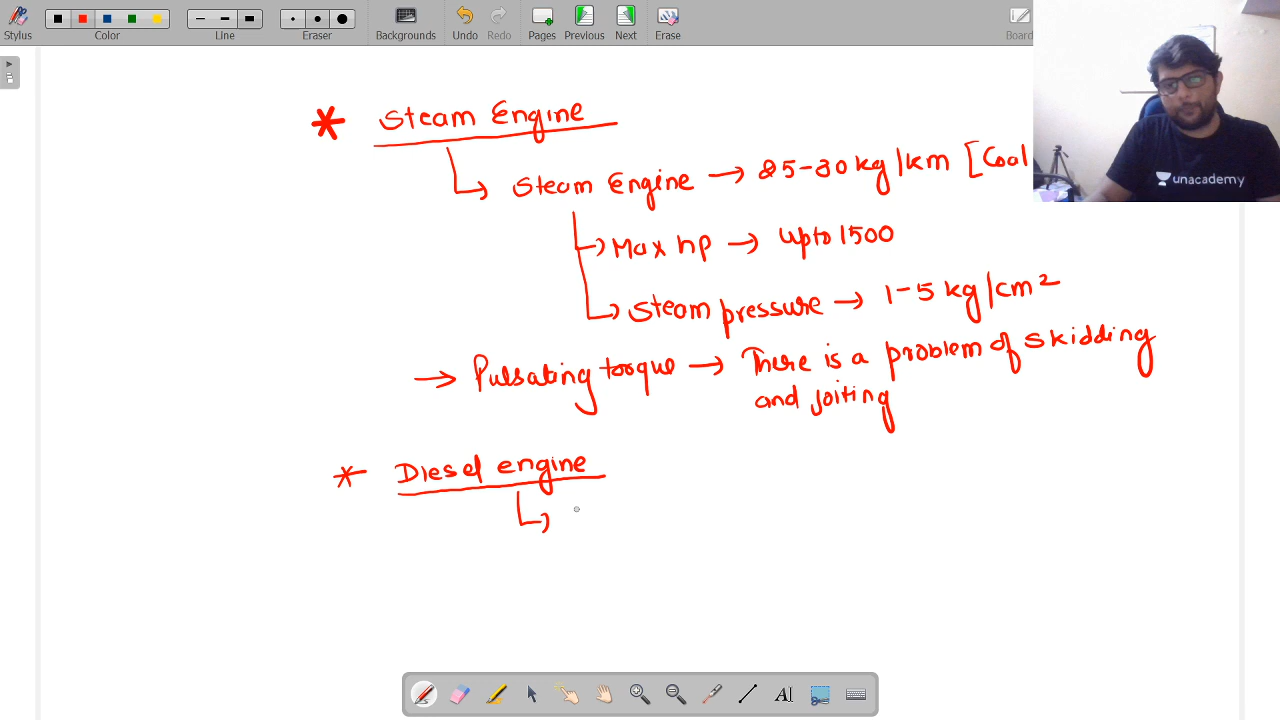 Stylus
Color
Line
Eraser
Backgrounds
Undo
Redo
Pages
Previous
Next
Erase
Board
unacademy
* Steam Engine
Steam Engine → 25-30 kg/km [Coal
Max hp → upto 1500
Steam pressure → 1-5 kg/cm²
→ Pulsating torque → There is a problem of skidding
and joiting
* Diesel engine
AI